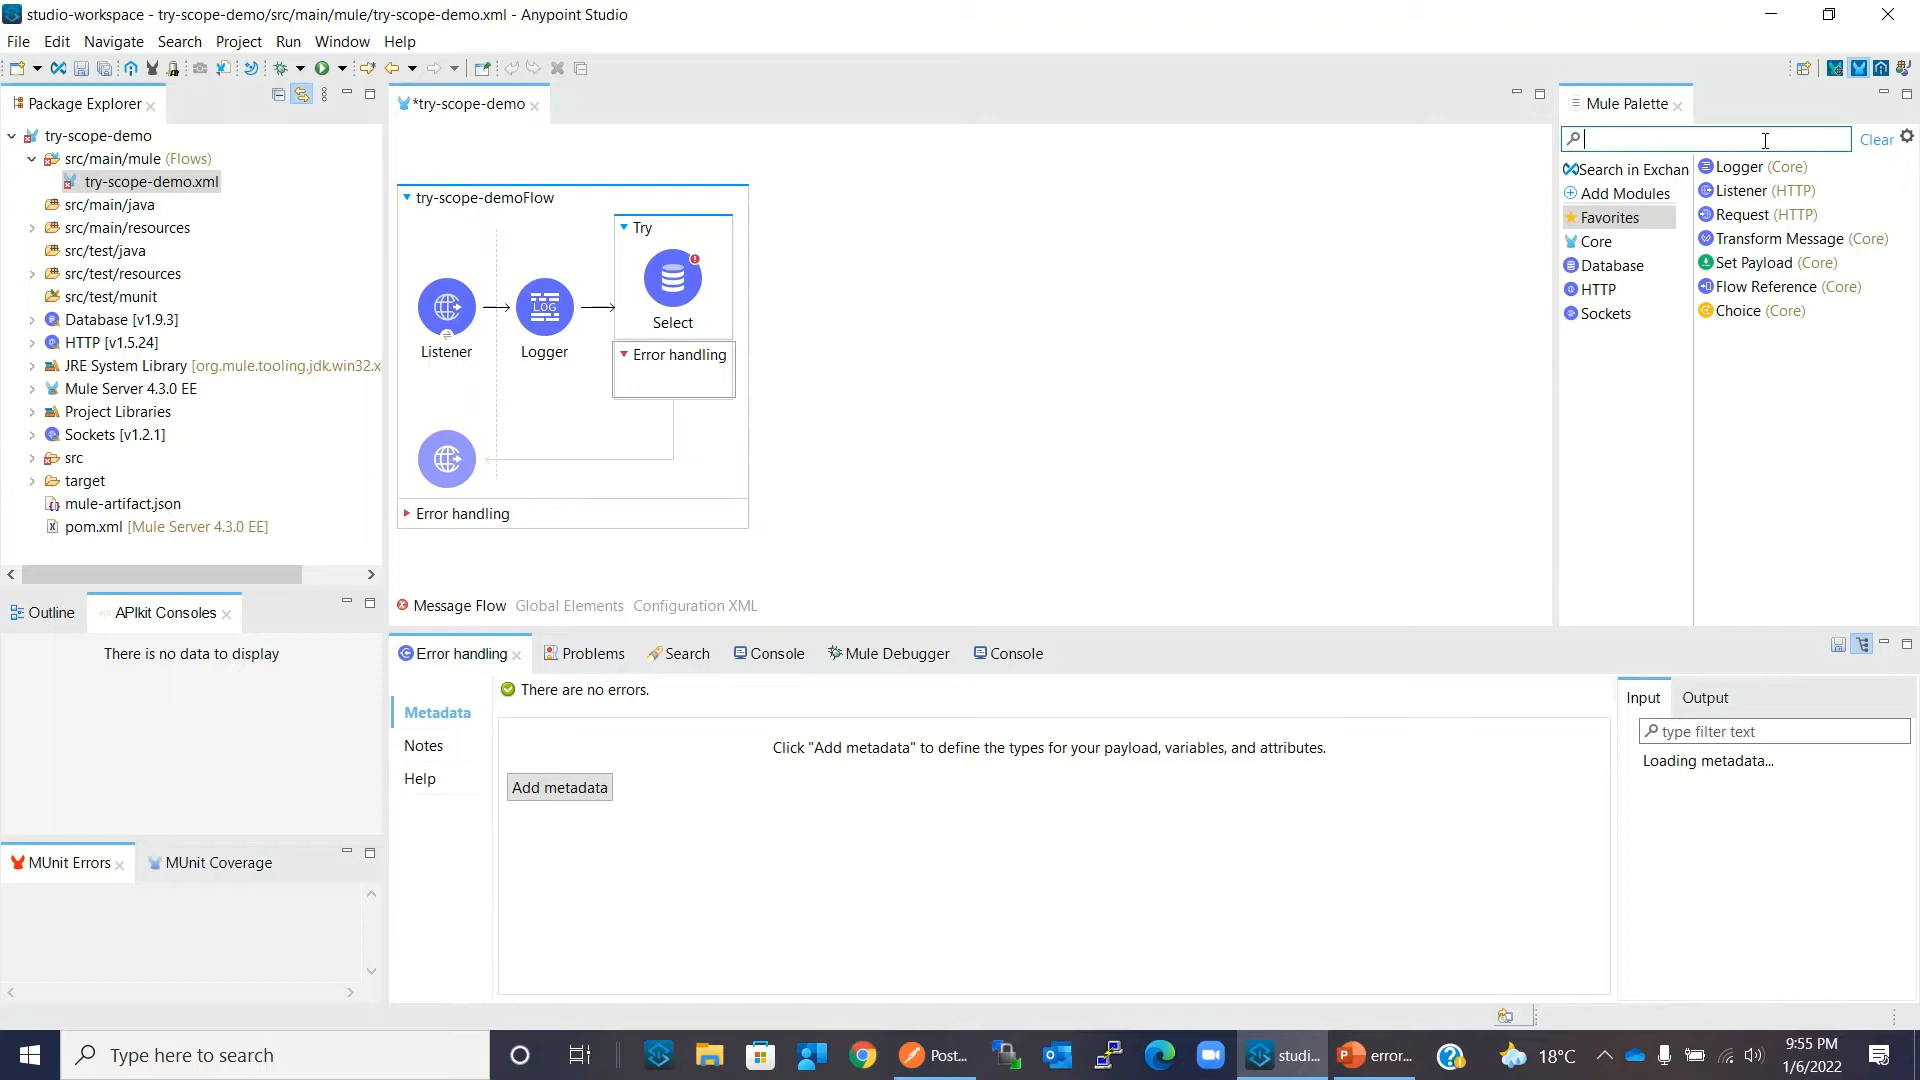 studio-workspace - try-scope-demo/src/main/mule/try-scope-demo.xml - Anypoint Studio
File Edit Navigate Search Project Run Window Help
Package Explorer
try-scope-demo
src/main/mule (Flows)
try-scope-demo.xml
src/main/java
src/main/resources
src/test/java
src/test/resources
src/test/munit
Database [v1.9.3]
HTTP [v1.5.24]
JRE System Library [org.mule.tooling.jdk.win32.x
Mule Server 4.3.0 EE
Project Libraries
Sockets [v1.2.1]
src
target
mule-artifact.json
pom.xml [Mule Server 4.3.0 EE]
Outline
APIkit Consoles
There is no data to display
MUnit Errors
MUnit Coverage
*try-scope-demo
try-scope-demoFlow
Try
LOG
Select
Listener
Logger
Error handling
Error handling
Message Flow Global Elements Configuration XML
Mule Palette
Clear
Search in Exchan
Add Modules
Favorites
Core
Database
HTTP
Sockets
Logger (Core)
Listener (HTTP)
Request (HTTP)
Transform Message (Core)
Set Payload (Core)
Flow Reference (Core)
Choice (Core)
Error handling
Problems
Search
Console
Mule Debugger
Console
There are no errors.
Metadata
Notes
Help
Click "Add metadata" to define the types for your payload, variables, and attributes.
Add metadata
Input
Output
type filter text
Loading metadata...
Type here to search
Post...
studi...
error...
18°C
9:55 PM
1/6/2022